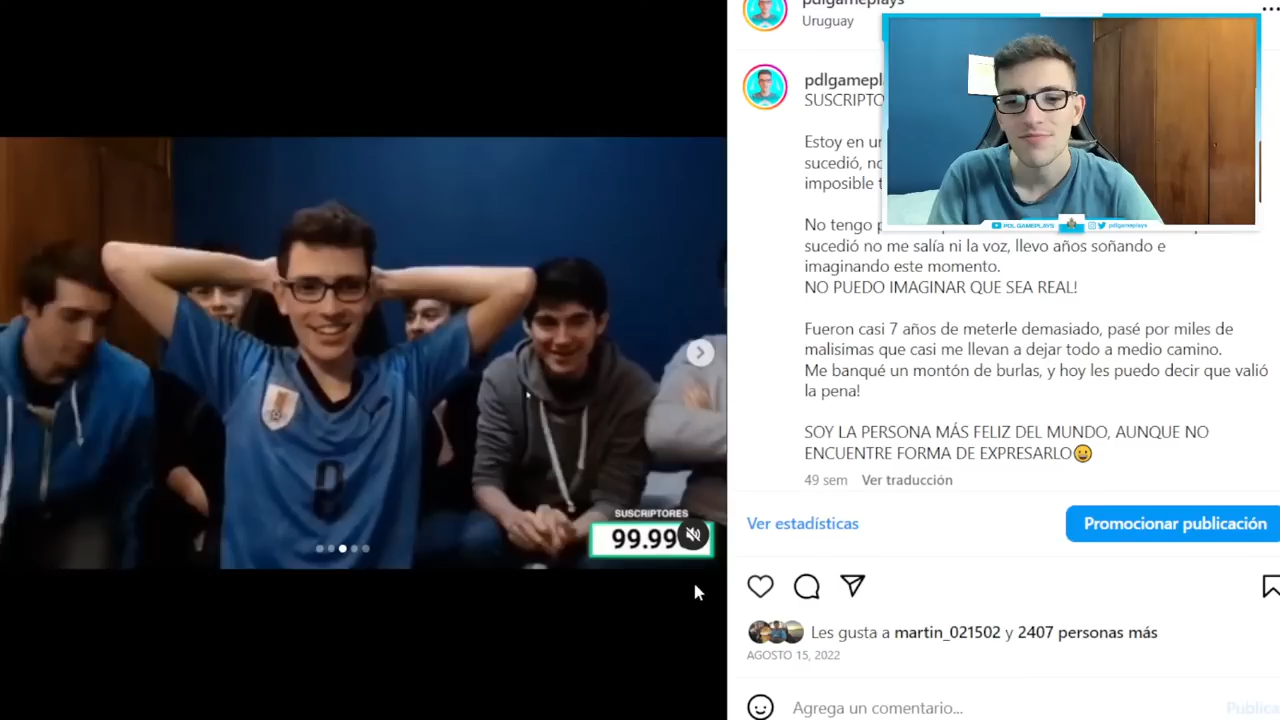 pdlgameplays
Uruguay
pdlgamepl
SUSCRIPTO
Estoy en u
sucedió, no
imposible t
No tengo p
sucedió no me salía ni la voz, llevo años soñando e
imaginando este momento.
NO PUEDO IMAGINAR QUE SEA REAL!
Fueron casi 7 años de meterle demasiado, pasé por miles de
malisimas que casi me llevan a dejar todo a medio camino.
Me banqué un montón de burlas, y hoy les puedo decir que valió
la pena!
SOY LA PERSONA MÁS FELIZ DEL MUNDO, AUNQUE NO
ENCUENTRE FORMA DE EXPRESARLO😀
49 sem Ver traducción
Ver estadísticas
Promocionar publicación
Les gusta a martin_021502 y 2407 personas más
AGOSTO 15, 2022
Agrega un comentario...
Publica
SUSCRIPTORES
99.99
8
PDL GAMEPLAYS
pdlgameplays